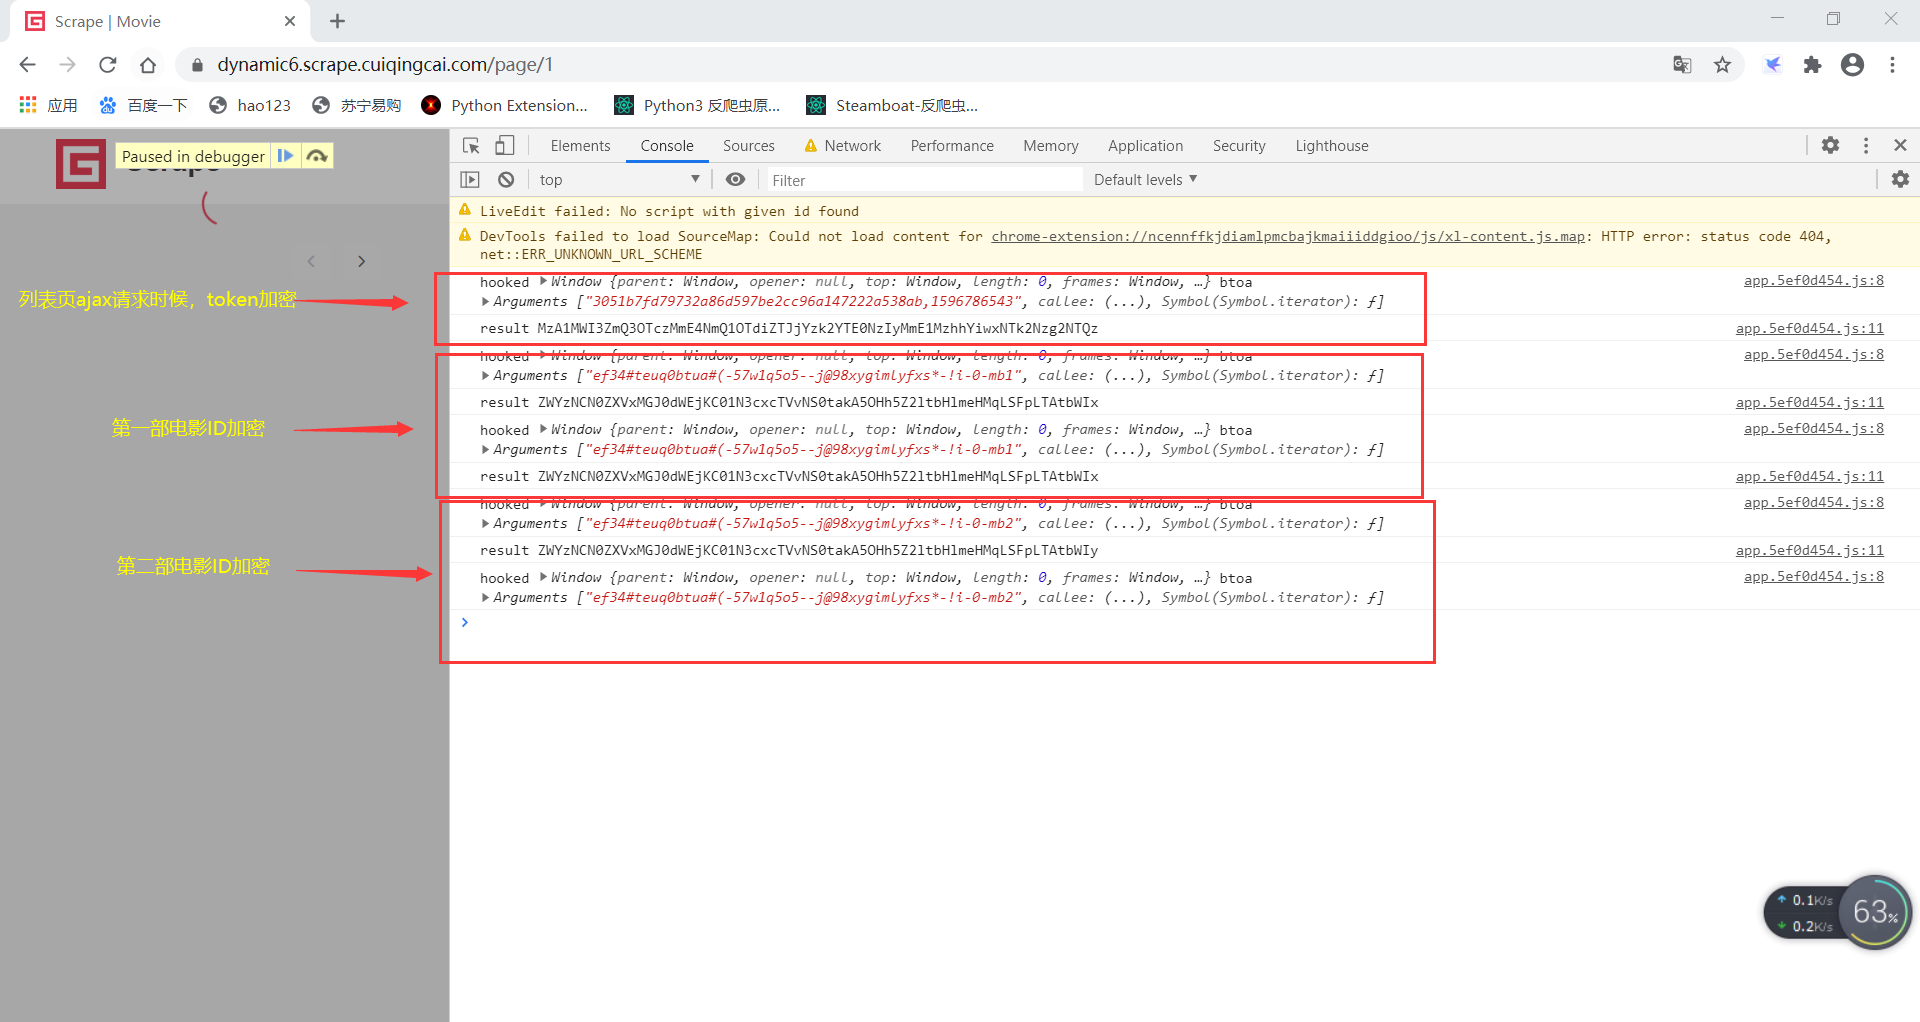 Scrape | Movie
dynamic6.scrape.cuiqingcai.com/page/1
应用 百度一下 hao123 苏宁易购 Python Extension... Python3 反爬虫原... Steamboat-反爬虫...
Paused in debugger
Scrape
Elements Console Sources Network Performance Memory Application Security Lighthouse
top Filter Default levels ▼
LiveEdit failed: No script with given id found
DevTools failed to load SourceMap: Could not load content for chrome-extension://ncennffkjdiamlpmcbajkmaiiiddgioo/js/xl-content.js.map: HTTP error: status code 404,
net::ERR_UNKNOWN_URL_SCHEME
hooked ▶Window {parent: Window, opener: null, top: Window, length: 0, frames: Window, …} btoa app.5ef0d454.js:8
列表页ajax请求时候，token加密
▶Arguments ["3051b7fd79732a86d597be2cc96a147222a538ab,1596786543", callee: (...), Symbol(Symbol.iterator): ƒ]
result MzA1MWI3ZmQ3OTczMmE4NmQ1OTdiZTJjYzk2YTE0NzIyMmE1MzhhYiwxNTk2Nzg2NTQz app.5ef0d454.js:11
hooked ▶Window {parent: Window, opener: null, top: Window, length: 0, frames: Window, …} btoa app.5ef0d454.js:8
▶Arguments ["ef34#teuq0btua#(-57w1q5o5--j@98xygimlyfxs*-!i-0-mb1", callee: (...), Symbol(Symbol.iterator): ƒ]
result ZWYzNCN0ZXVxMGJ0dWEjKC01N3cxcTVvNS0takA5OHh5Z2ltbHlmeHMqLSFpLTAtbWIx app.5ef0d454.js:11
第一部电影ID加密
hooked ▶Window {parent: Window, opener: null, top: Window, length: 0, frames: Window, …} btoa app.5ef0d454.js:8
▶Arguments ["ef34#teuq0btua#(-57w1q5o5--j@98xygimlyfxs*-!i-0-mb1", callee: (...), Symbol(Symbol.iterator): ƒ]
result ZWYzNCN0ZXVxMGJ0dWEjKC01N3cxcTVvNS0takA5OHh5Z2ltbHlmeHMqLSFpLTAtbWIx app.5ef0d454.js:11
hooked ▶Window {parent: Window, opener: null, top: Window, length: 0, frames: Window, …} btoa app.5ef0d454.js:8
▶Arguments ["ef34#teuq0btua#(-57w1q5o5--j@98xygimlyfxs*-!i-0-mb2", callee: (...), Symbol(Symbol.iterator): ƒ]
result ZWYzNCN0ZXVxMGJ0dWEjKC01N3cxcTVvNS0takA5OHh5Z2ltbHlmeHMqLSFpLTAtbWIy app.5ef0d454.js:11
第二部电影ID加密
hooked ▶Window {parent: Window, opener: null, top: Window, length: 0, frames: Window, …} btoa app.5ef0d454.js:8
▶Arguments ["ef34#teuq0btua#(-57w1q5o5--j@98xygimlyfxs*-!i-0-mb2", callee: (...), Symbol(Symbol.iterator): ƒ]
0.1K/s
63%
0.2K/s